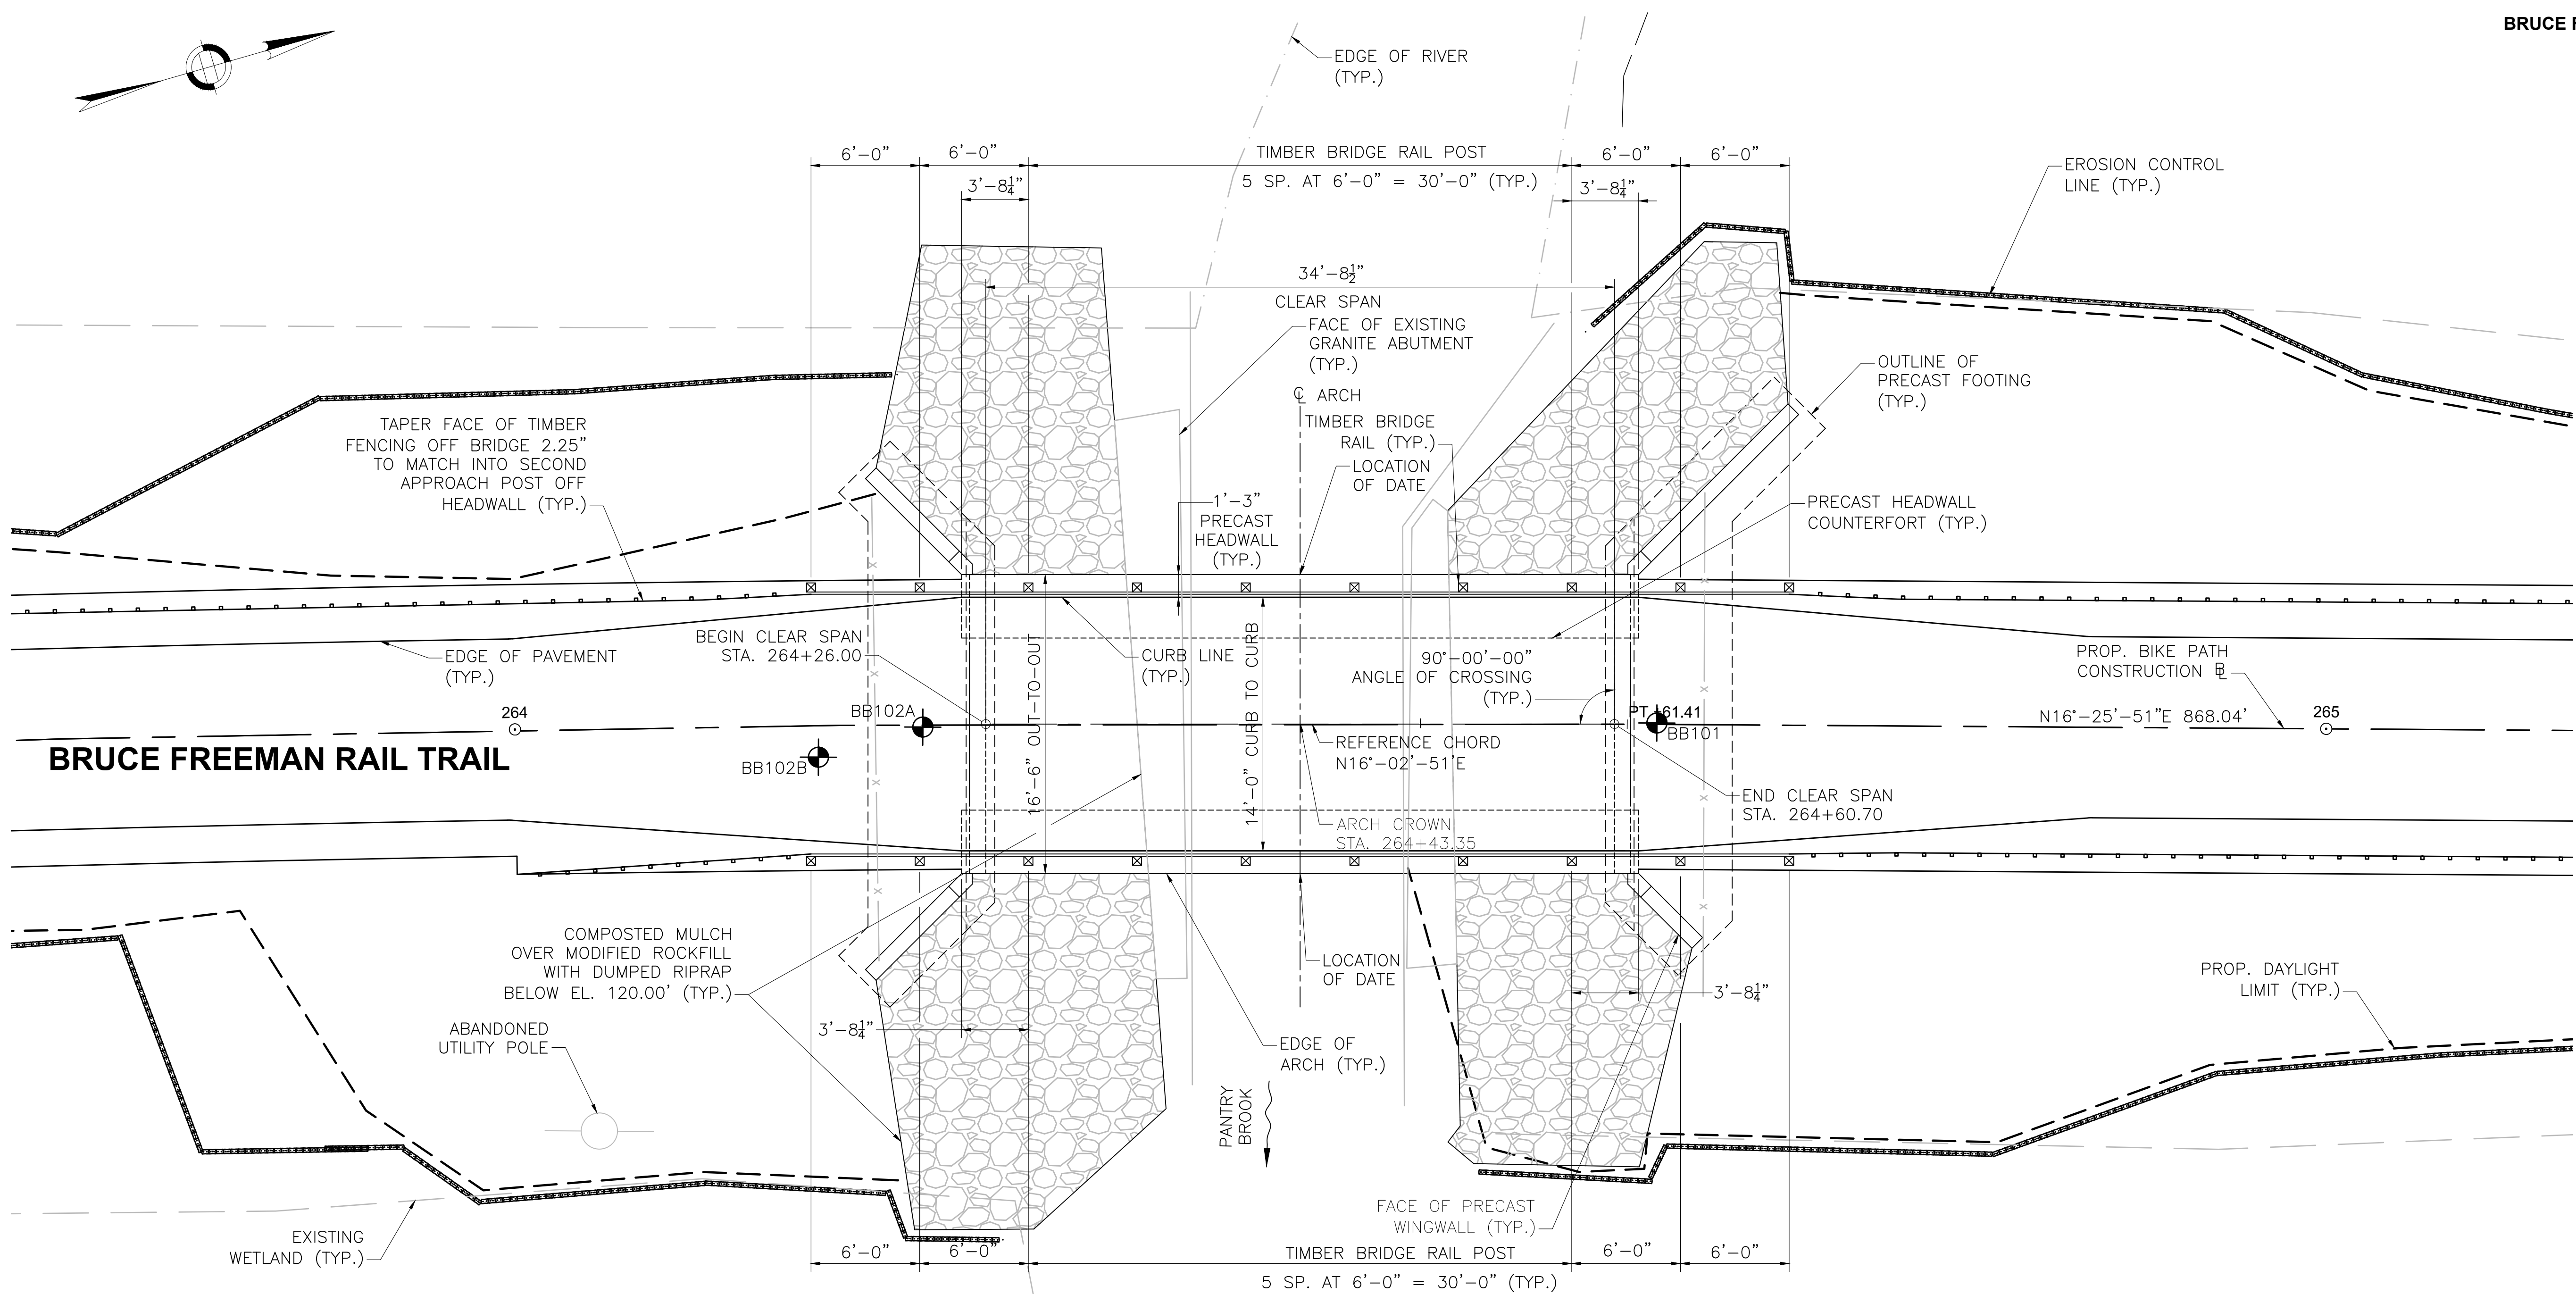 BRUCE F
EDGE OF RIVER
(TYP.)
6'-0"
6'-0"
TIMBER BRIDGE RAIL POST
5 SP. AT 6'-0" = 30'-0" (TYP.)
6'-0"
6'-0"
3'-8¼"
3'-8¼"
EROSION CONTROL
LINE (TYP.)
34'-8½"
CLEAR SPAN
FACE OF EXISTING
GRANITE ABUTMENT
(TYP.)
OUTLINE OF
PRECAST FOOTING
(TYP.)
℄ ARCH
TIMBER BRIDGE
RAIL (TYP.)
TAPER FACE OF TIMBER
FENCING OFF BRIDGE 2.25"
TO MATCH INTO SECOND
APPROACH POST OFF
HEADWALL (TYP.)
LOCATION
OF DATE
1'-3"
PRECAST
HEADWALL
(TYP.)
PRECAST HEADWALL
COUNTERFORT (TYP.)
BEGIN CLEAR SPAN
STA. 264+26.00
EDGE OF PAVEMENT
(TYP.)
16'-6" OUT-TO-OUT
CURB LINE
(TYP.)
14'-0" CURB TO CURB
90°-00'-00"
ANGLE OF CROSSING
(TYP.)
PROP. BIKE PATH
CONSTRUCTION BL
264
BB102A
PT +61.41
BB101
N16°-25'-51"E 868.04'
265
BRUCE FREEMAN RAIL TRAIL
BB102B
REFERENCE CHORD
N16°-02'-51'E
END CLEAR SPAN
STA. 264+60.70
ARCH CROWN
STA. 264+43.35
COMPOSTED MULCH
OVER MODIFIED ROCKFILL
WITH DUMPED RIPRAP
BELOW EL. 120.00' (TYP.)
LOCATION
OF DATE
3'-8¼"
PROP. DAYLIGHT
LIMIT (TYP.)
ABANDONED
UTILITY POLE
3'-8¼"
EDGE OF
ARCH (TYP.)
PANTRY
BROOK
FACE OF PRECAST
WINGWALL (TYP.)
EXISTING
WETLAND (TYP.)
6'-0"
6'-0"
TIMBER BRIDGE RAIL POST
5 SP. AT 6'-0" = 30'-0" (TYP.)
6'-0"
6'-0"